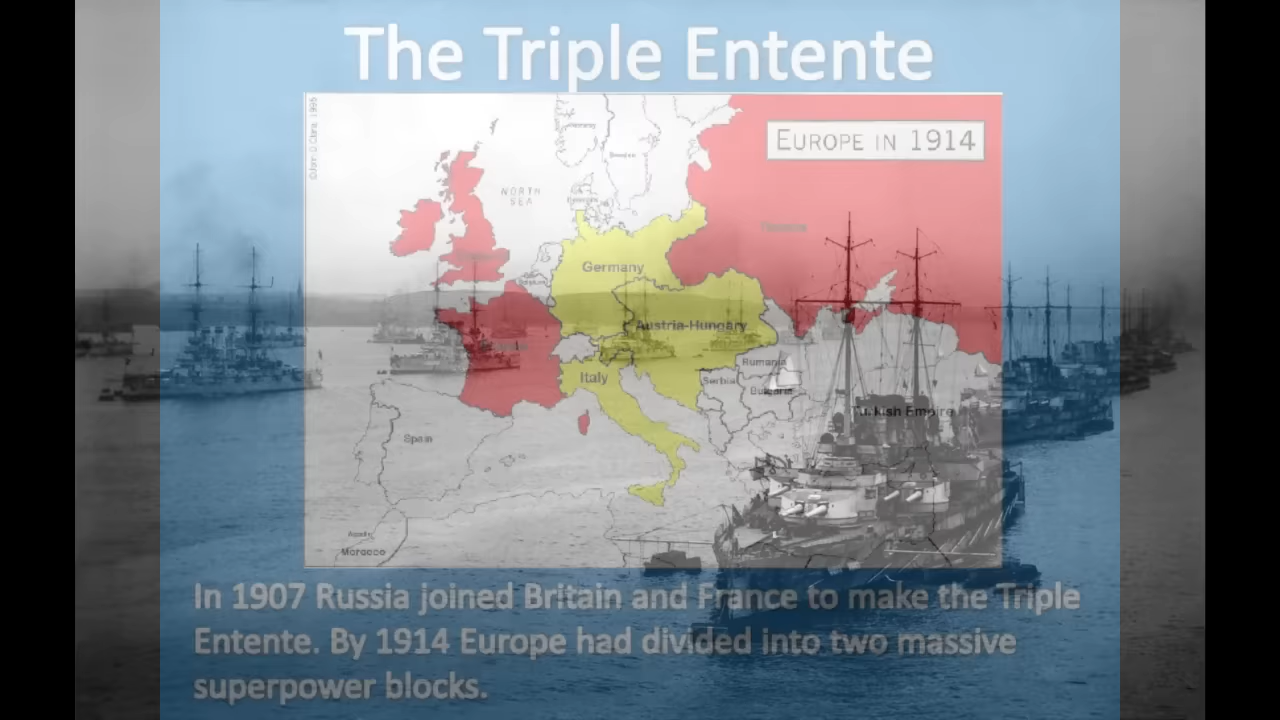 The Triple Entente
EUROPE IN 1914
NORTH
SEA
Germany
Austria-Hungary
Italy
Rumania
Serbia
Bulgaria
Turkish Empire
Spain
Morocco
In 1907 Russia joined Britain and France to make the Triple
Entente. By 1914 Europe had divided into two massive
superpower blocks.